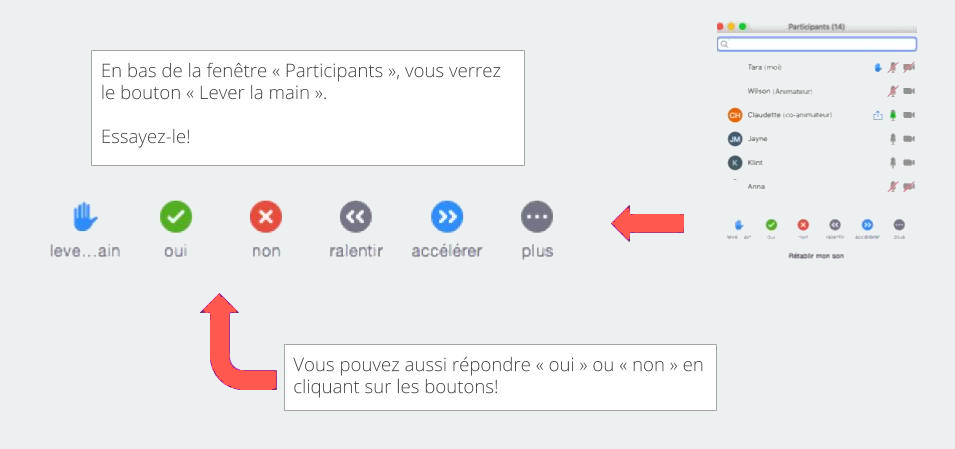 En bas de la fenêtre « Participants », vous verrez
le bouton « Lever la main ».
Essayez-le!
leve...ain
oui
non
ralentir
accélérer
plus
Vous pouvez aussi répondre « oui » ou « non » en
cliquant sur les boutons!
Participants (14)
Tara (moi)
Wilson (Animateur)
CH Claudette (co-animateur)
JM Jayne
K Klint
Anna
oui
non
ralentir
accélérer
plus
Rétablir mon son